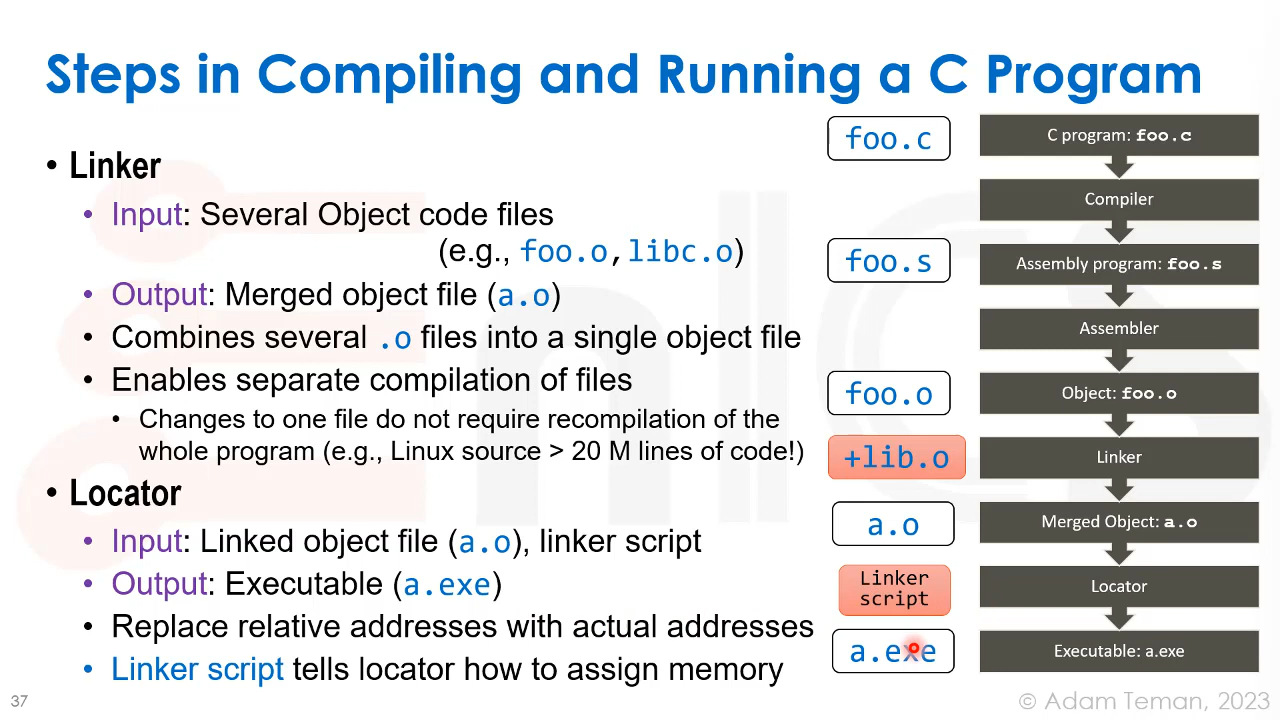 Steps in Compiling and Running a C Program
• Linker
• Input: Several Object code files
(e.g., foo.o, libc.o)
• Output: Merged object file (a.o)
• Combines several .o files into a single object file
• Enables separate compilation of files
• Changes to one file do not require recompilation of the
whole program (e.g., Linux source > 20 M lines of code!)
• Locator
• Input: Linked object file (a.o), linker script
• Output: Executable (a.exe)
• Replace relative addresses with actual addresses
• Linker script tells locator how to assign memory
foo.c
foo.s
foo.o
+lib.o
a.o
Linker
script
a.exe
C program: foo.c
Compiler
Assembly program: foo.s
Assembler
Object: foo.o
Linker
Merged Object: a.o
Locator
Executable: a.exe
37
© Adam Teman, 2023